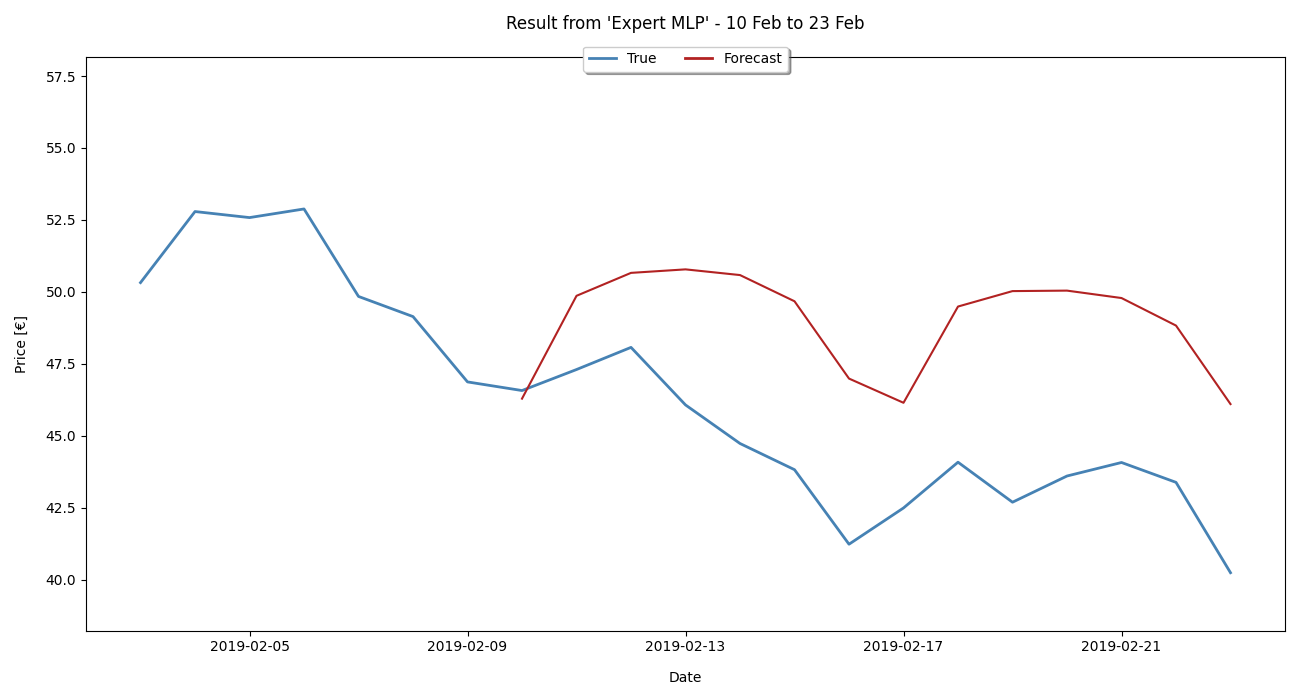 Result from 'Expert MLP' - 10 Feb to 23 Feb
True Forecast
57.5
55.0
52.5
50.0
47.5
45.0
42.5
40.0
Price [€]
2019-02-05 2019-02-09 2019-02-13 2019-02-17 2019-02-21
Date